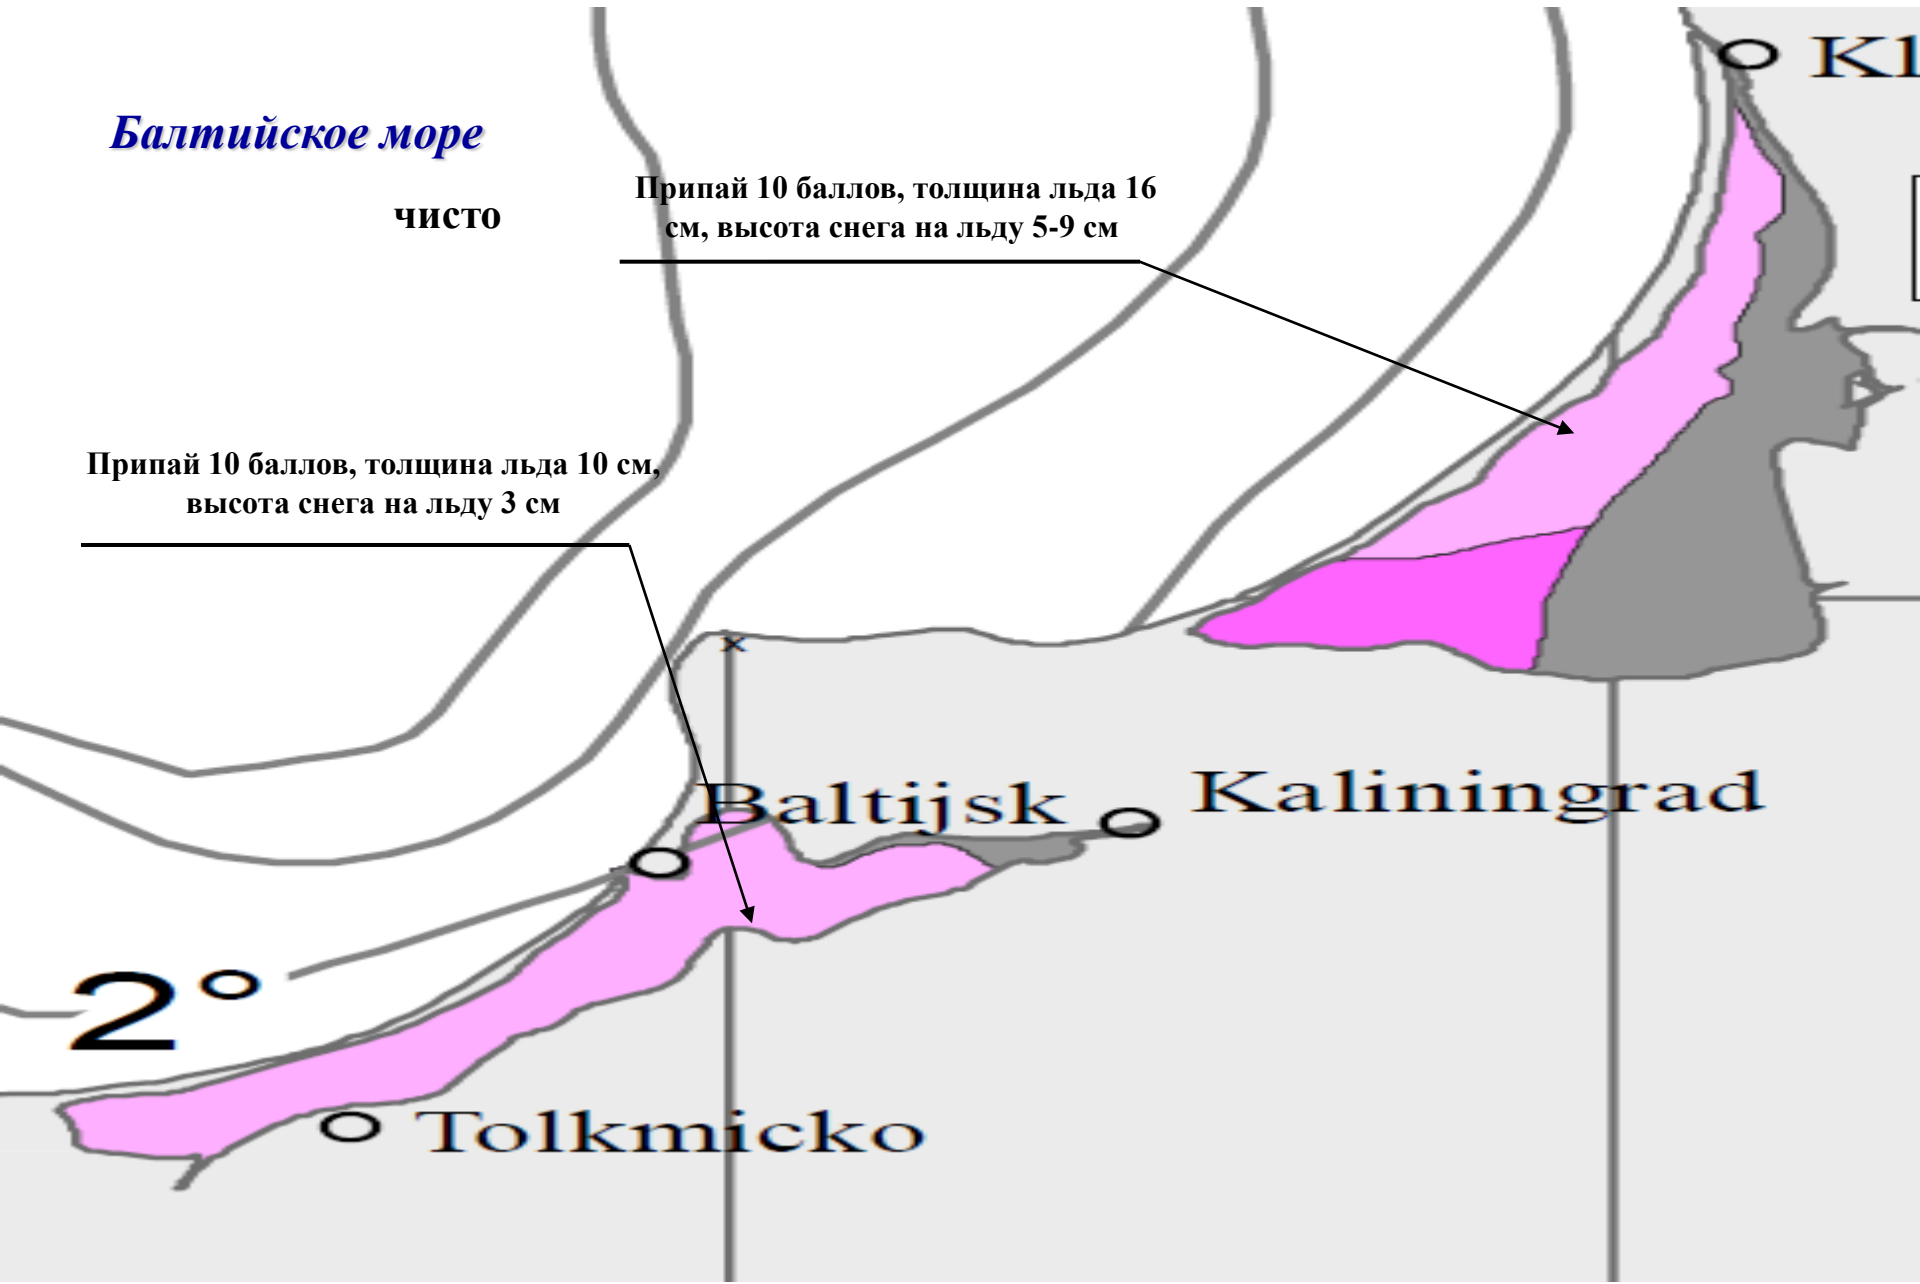 Kl
Балтийское море
чисто
Припай 10 баллов, толщина льда 16
см, высота снега на льду 5-9 см
Припай 10 баллов, толщина льда 10 см,
высота снега на льду 3 см
x
Baltijsk
Kaliningrad
2°
Tolkmicko